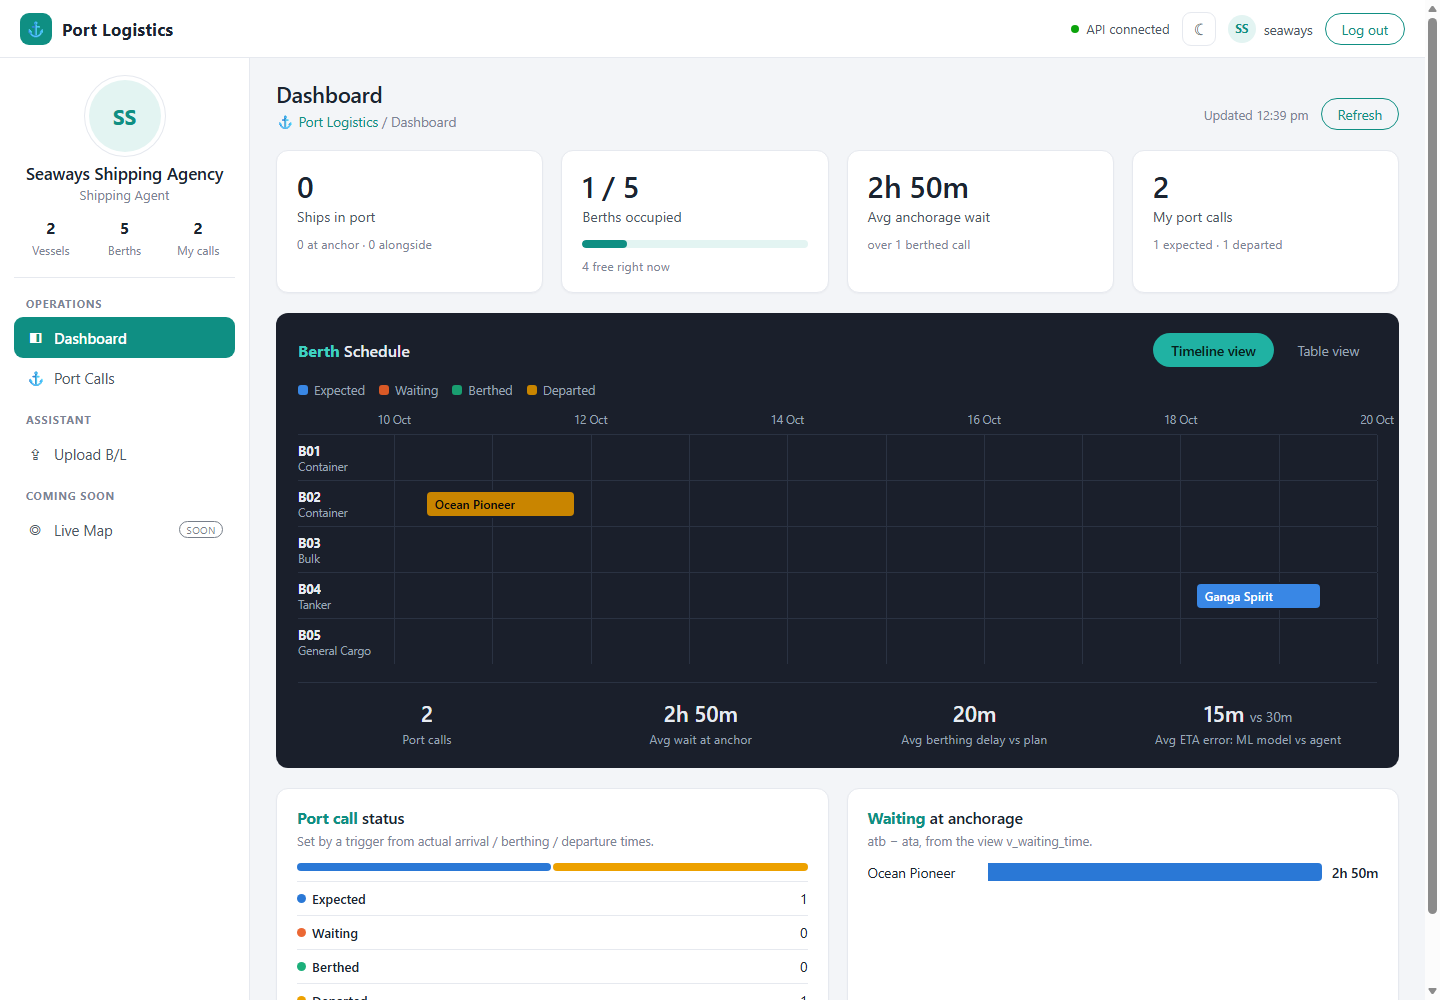 Port Logistics
API connected
SS
seaways
Log out
SS
Seaways Shipping Agency
Shipping Agent
2 5 2
Vessels Berths My calls
OPERATIONS
Dashboard
Port Calls
ASSISTANT
Upload B/L
COMING SOON
Live Map SOON
Dashboard
Port Logistics / Dashboard
Updated 12:39 pm
Refresh
0
Ships in port
0 at anchor · 0 alongside
1 / 5
Berths occupied
4 free right now
2h 50m
Avg anchorage wait
over 1 berthed call
2
My port calls
1 expected · 1 departed
Berth Schedule
Timeline view
Table view
Expected Waiting Berthed Departed
10 Oct 12 Oct 14 Oct 16 Oct 18 Oct 20 Oct
B01
Container
B02
Container
Ocean Pioneer
B03
Bulk
B04
Tanker
Ganga Spirit
B05
General Cargo
2
Port calls
2h 50m
Avg wait at anchor
20m
Avg berthing delay vs plan
15m vs 30m
Avg ETA error: ML model vs agent
Port call status
Set by a trigger from actual arrival / berthing / departure times.
Expected 1
Waiting 0
Berthed 0
Departed 1
Waiting at anchorage
atb − ata, from the view v_waiting_time.
Ocean Pioneer 2h 50m